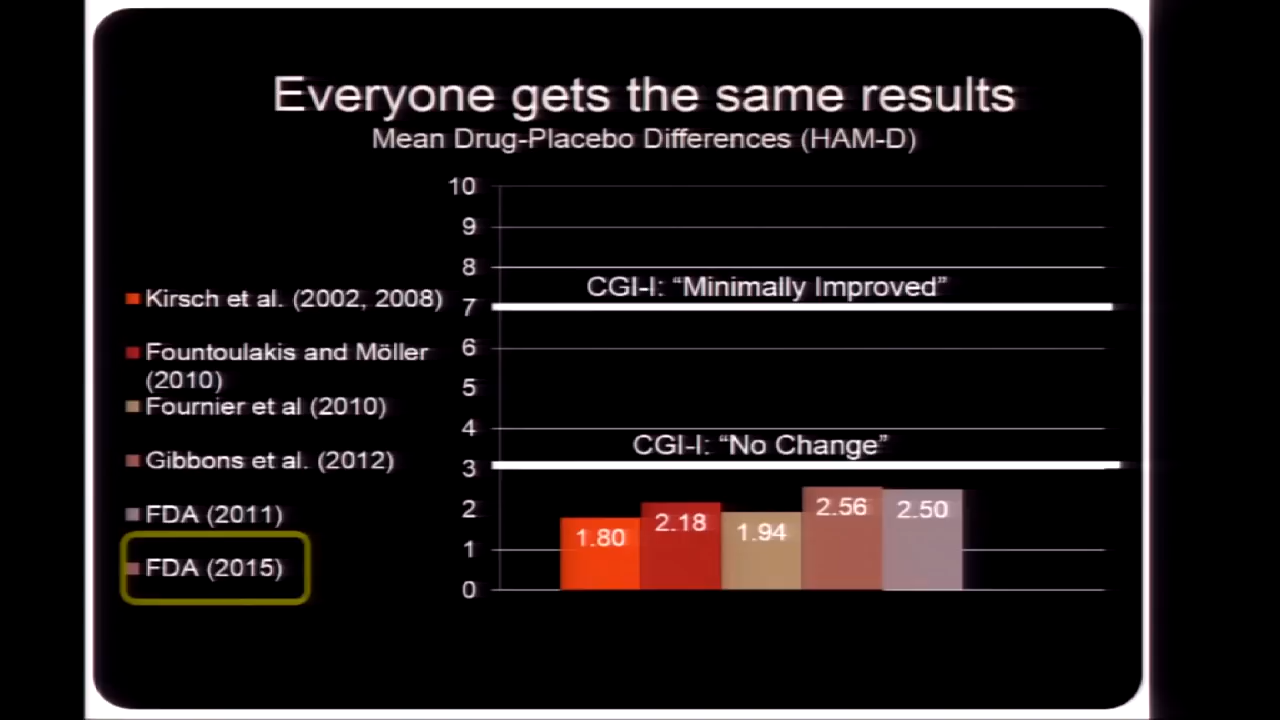 Everyone gets the same results
Mean Drug-Placebo Differences (HAM-D)
10
9
8
7
6
5
4
3
2
1
0
CGI-I: “Minimally Improved”
CGI-I: “No Change”
1.80
2.18
1.94
2.56
2.50
Kirsch et al. (2002, 2008)
Fountoulakis and Möller
(2010)
Fournier et al (2010)
Gibbons et al. (2012)
FDA (2011)
FDA (2015)